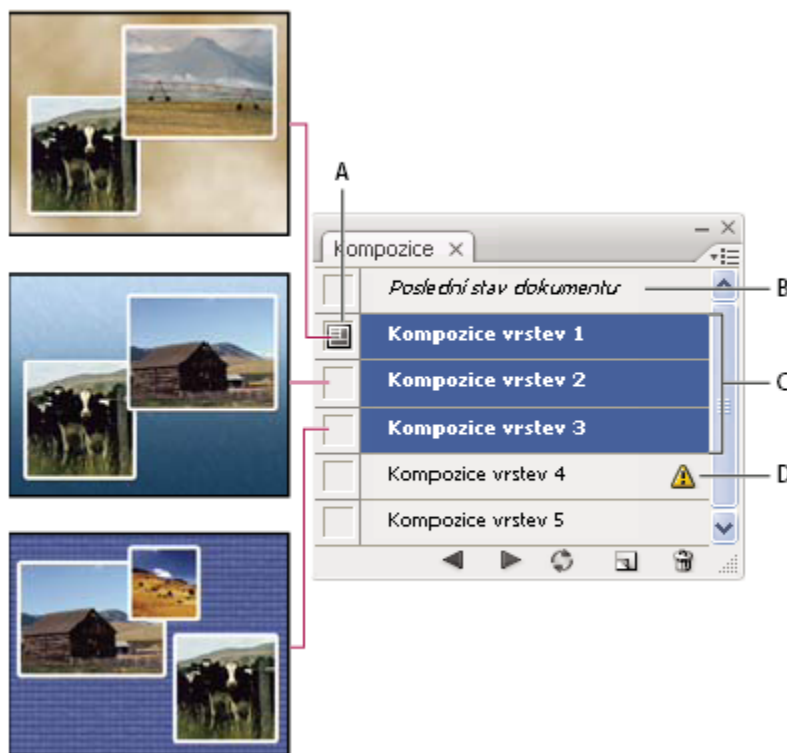 A
Kompozice
Poslední stav dokumentu
B
Kompozice vrstev 1
Kompozice vrstev 2
C
Kompozice vrstev 3
Kompozice vrstev 4
D
Kompozice vrstev 5